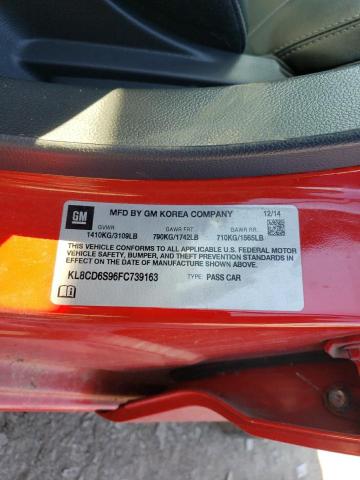 GM
MFD BY GM KOREA COMPANY 12/14
GVWR GAWR FRT GAWR RR
1410KG/3109LB 790KG/1742LB 710KG/1565LB
THIS VEHICLE CONFORMS TO ALL APPLICABLE U.S. FEDERAL MOTOR
VEHICLE SAFETY, BUMPER, AND THEFT PREVENTION STANDARDS
IN EFFECT ON THE DATE OF MANUFACTURE SHOWN ABOVE.
KL8CD6S96FC739163 TYPE: PASS CAR